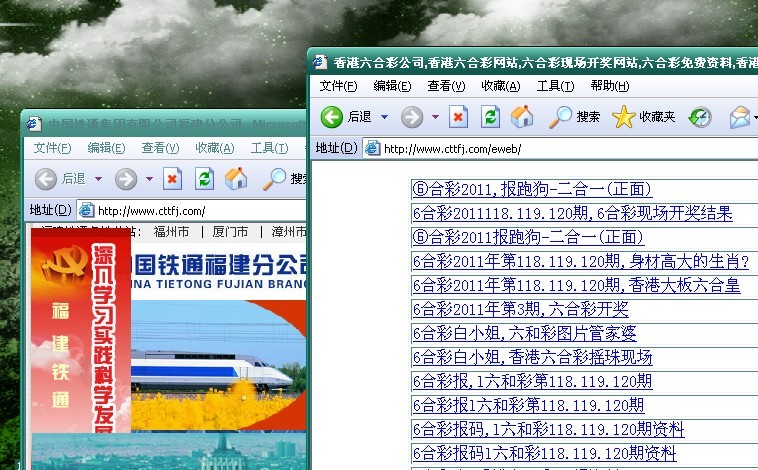 香港六合彩公司,香港六合彩网站,六合彩现场开奖网站,六合彩免费资料,香港
文件(F) 编辑(E) 查看(V) 收藏(A) 工具(T) 帮助(H)
后退 搜索 收藏夹
地址(D) http://www.cttfj.com/eweb/
⑥合彩2011,报跑狗-二合一(正面)
6合彩2011118.119.120期,6合彩现场开奖结果
⑥合彩2011报跑狗-二合一(正面)
6合彩2011年第118.119.120期,身材高大的生肖?
6合彩2011年第118.119.120期,香港大板六合皇
6合彩2011年第3期,六合彩开奖
6合彩白小姐,六和彩图片管家婆
6合彩白小姐,香港六合彩摇珠现场
6合彩报,l六和彩第118.119.120期
6合彩报l六和彩第118.119.120期
6合彩报码,l六和彩118.119.120期资料
6合彩报码l六和彩118.119.120期资料
中国铁通集团有限公司福建分公司 - Micros
文件(F) 编辑(E) 查看(V) 收藏(A) 工具(T)
后退 搜
地址(D) http://www.cttfj.com/
福州市 | 厦门市 | 漳州市
国铁通福建分公
INA TIETONG FUJIAN BRAN
深入学习实践科学发
福建铁通